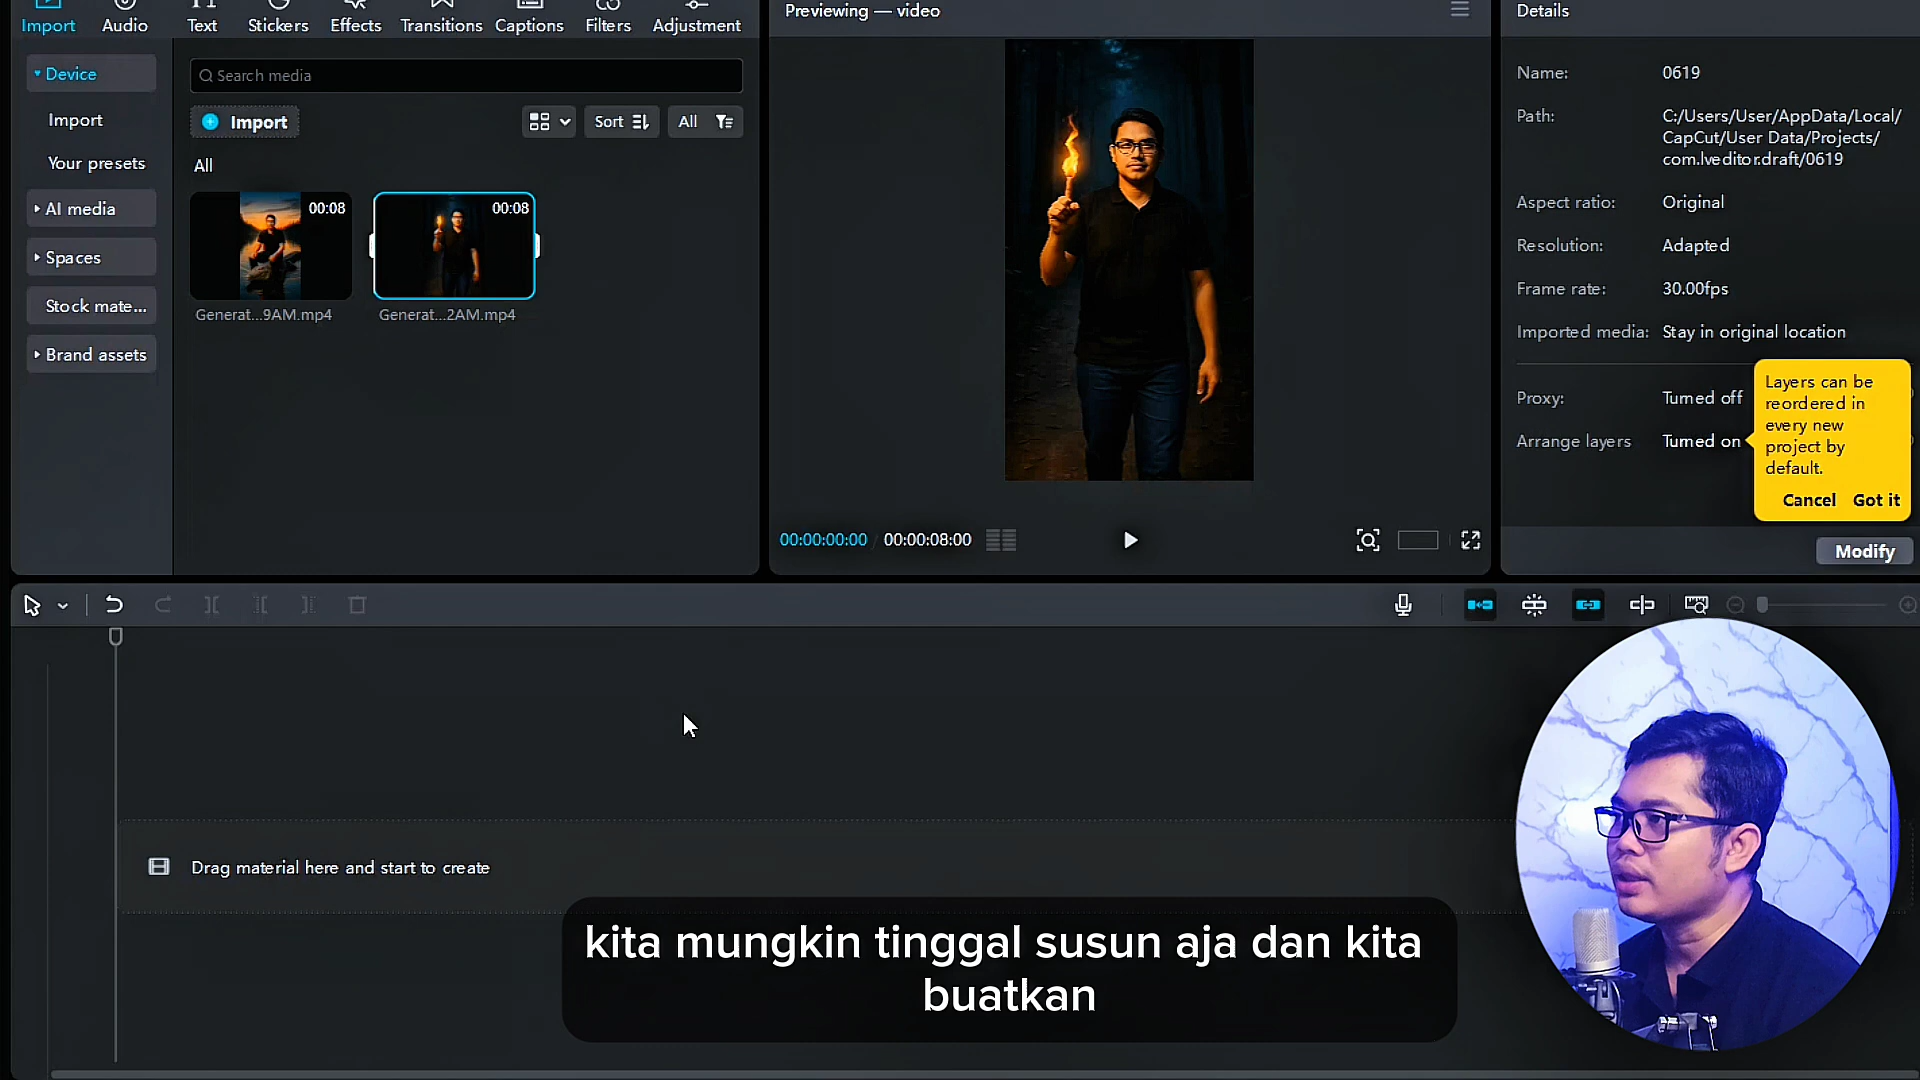 Import
Audio
Text
Stickers
Effects
Transitions
Captions
Filters
Adjustment
Device
Import
Your presets
AI media
Spaces
Stock mate...
Brand assets
Search media
Import
Sort
All
All
00:08
Generat...9AM.mp4
00:08
Generat...2AM.mp4
Previewing — video
00:00:00:00 / 00:00:08:00
Details
Name: 0619
Path: C:/Users/User/AppData/Local/
CapCut/User Data/Projects/
com.lveditor.draft/0619
Aspect ratio: Original
Resolution: Adapted
Frame rate: 30.00fps
Imported media: Stay in original location
Proxy: Turned off
Arrange layers Turned on
Layers can be
reordered in
every new
project by
default.
Cancel Got it
Modify
Drag material here and start to create
kita mungkin tinggal susun aja dan kita
buatkan